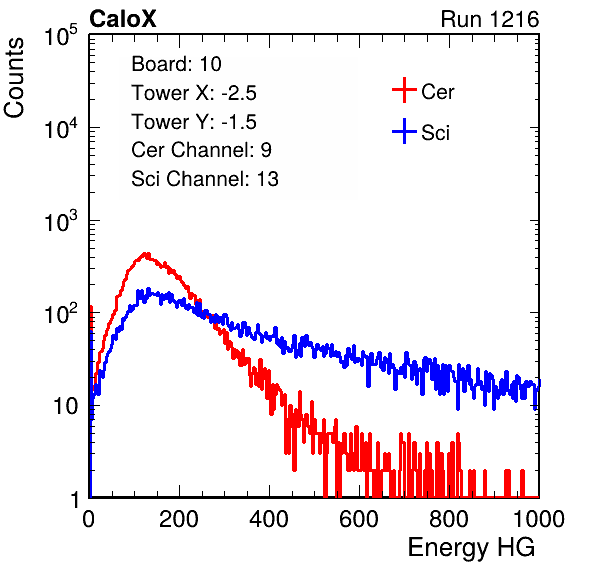 CaloX Run 1216
10^5
Counts
Board: 10
Tower X: -2.5
Tower Y: -1.5
Cer Channel: 9
Sci Channel: 13
Cer
Sci
10^4
10^3
10^2
10
1
0 200 400 600 800 1000
Energy HG